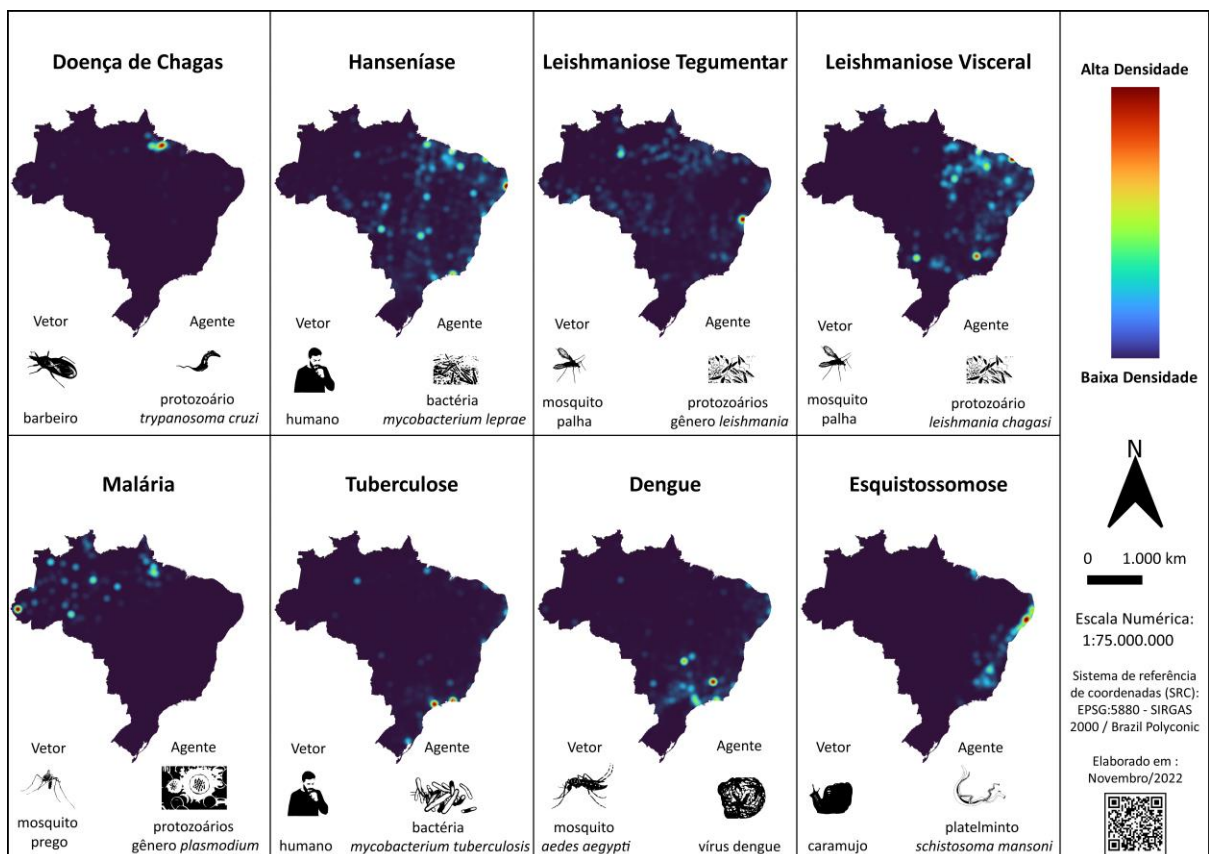 Doença de Chagas
Vetor
Agente
barbeiro
protozoário
trypanosoma cruzi
Hanseníase
Vetor
Agente
humano
bactéria
mycobacterium leprae
Leishmaniose Tegumentar
Vetor
Agente
mosquito
palha
protozoários
gênero leishmania
Leishmaniose Visceral
Vetor
Agente
mosquito
palha
protozoário
leishmania chagasi
Malária
Vetor
Agente
mosquito
prego
protozoários
gênero plasmodium
Tuberculose
Vetor
Agente
humano
bactéria
mycobacterium tuberculosis
Dengue
Vetor
Agente
mosquito
aedes aegypti
vírus dengue
Esquistossomose
Vetor
Agente
caramujo
platelminto
schistosoma mansoni
Alta Densidade
Baixa Densidade
N
0 1.000 km
Escala Numérica:
1:75.000.000
Sistema de referência
de coordenadas (SRC):
EPSG:5880 - SIRGAS
2000 / Brazil Polyconic
Elaborado em :
Novembro/2022